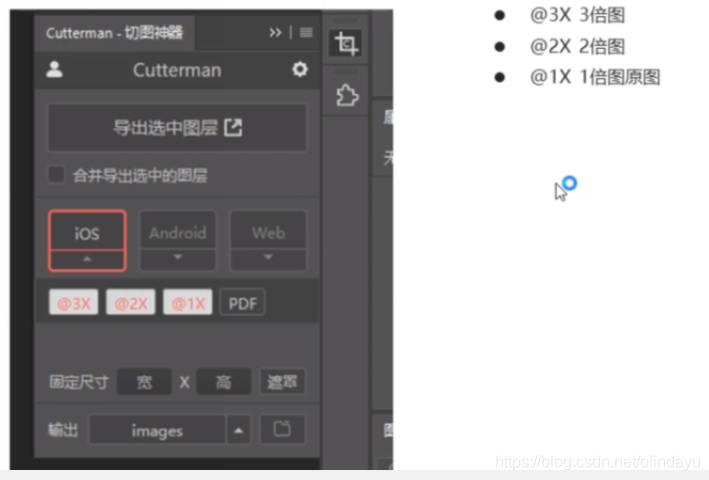 Cutterman - 切图神器
Cutterman
导出选中图层
合并导出选中的图层
iOS Android Web
@3X @2X @1X PDF
固定尺寸 宽 X 高 遮罩
输出 images
@3X 3倍图
@2X 2倍图
@1X 1倍图原图
https://blog.csdn.net/olindayu